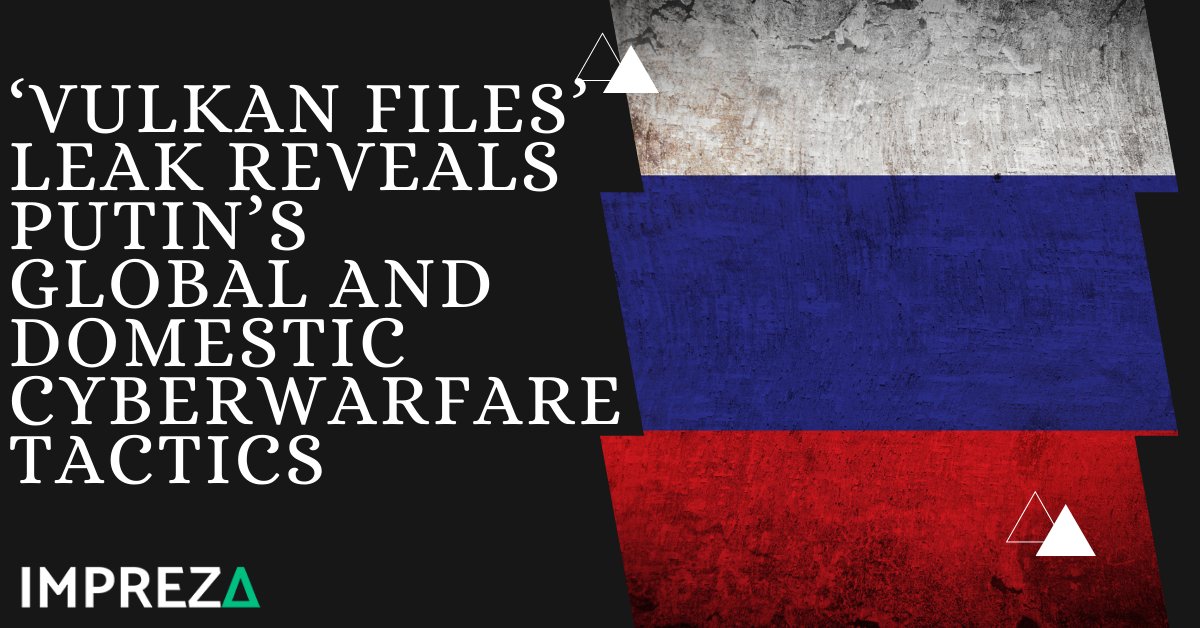 ‘VULKAN FILES’
LEAK REVEALS
PUTIN’S
GLOBAL AND
DOMESTIC
CYBERWARFARE
TACTICS
IMPREZA